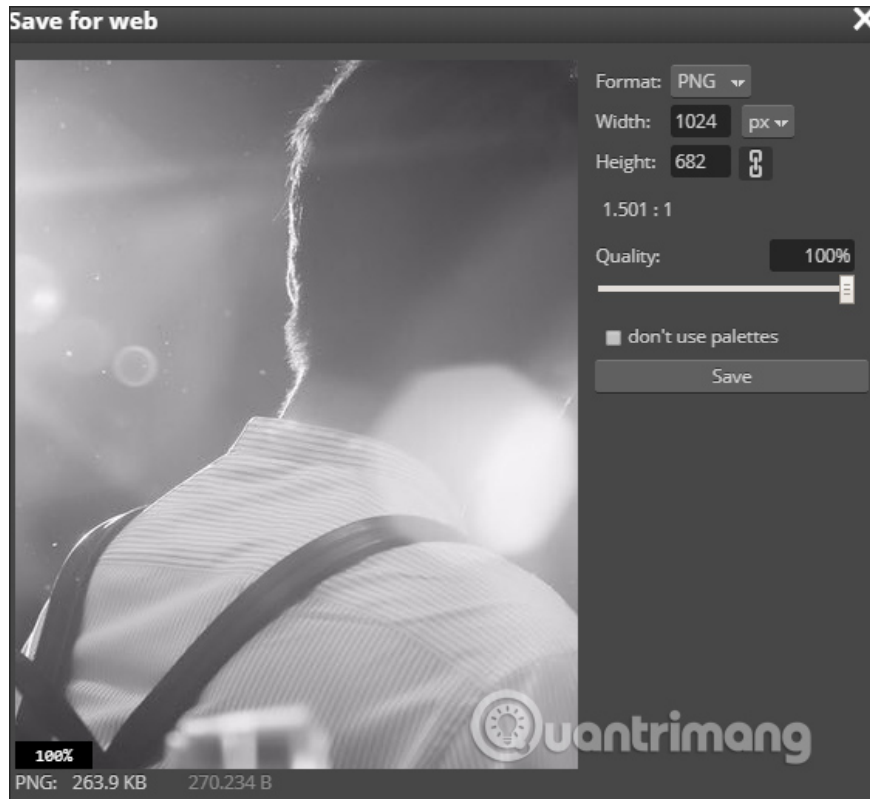 Save for web
Format: PNG
Width: 1024 px
Height: 682
1.501 : 1
Quality: 100%
don't use palettes
Save
Quantrimang
100%
PNG: 263.9 KB 270.234 B